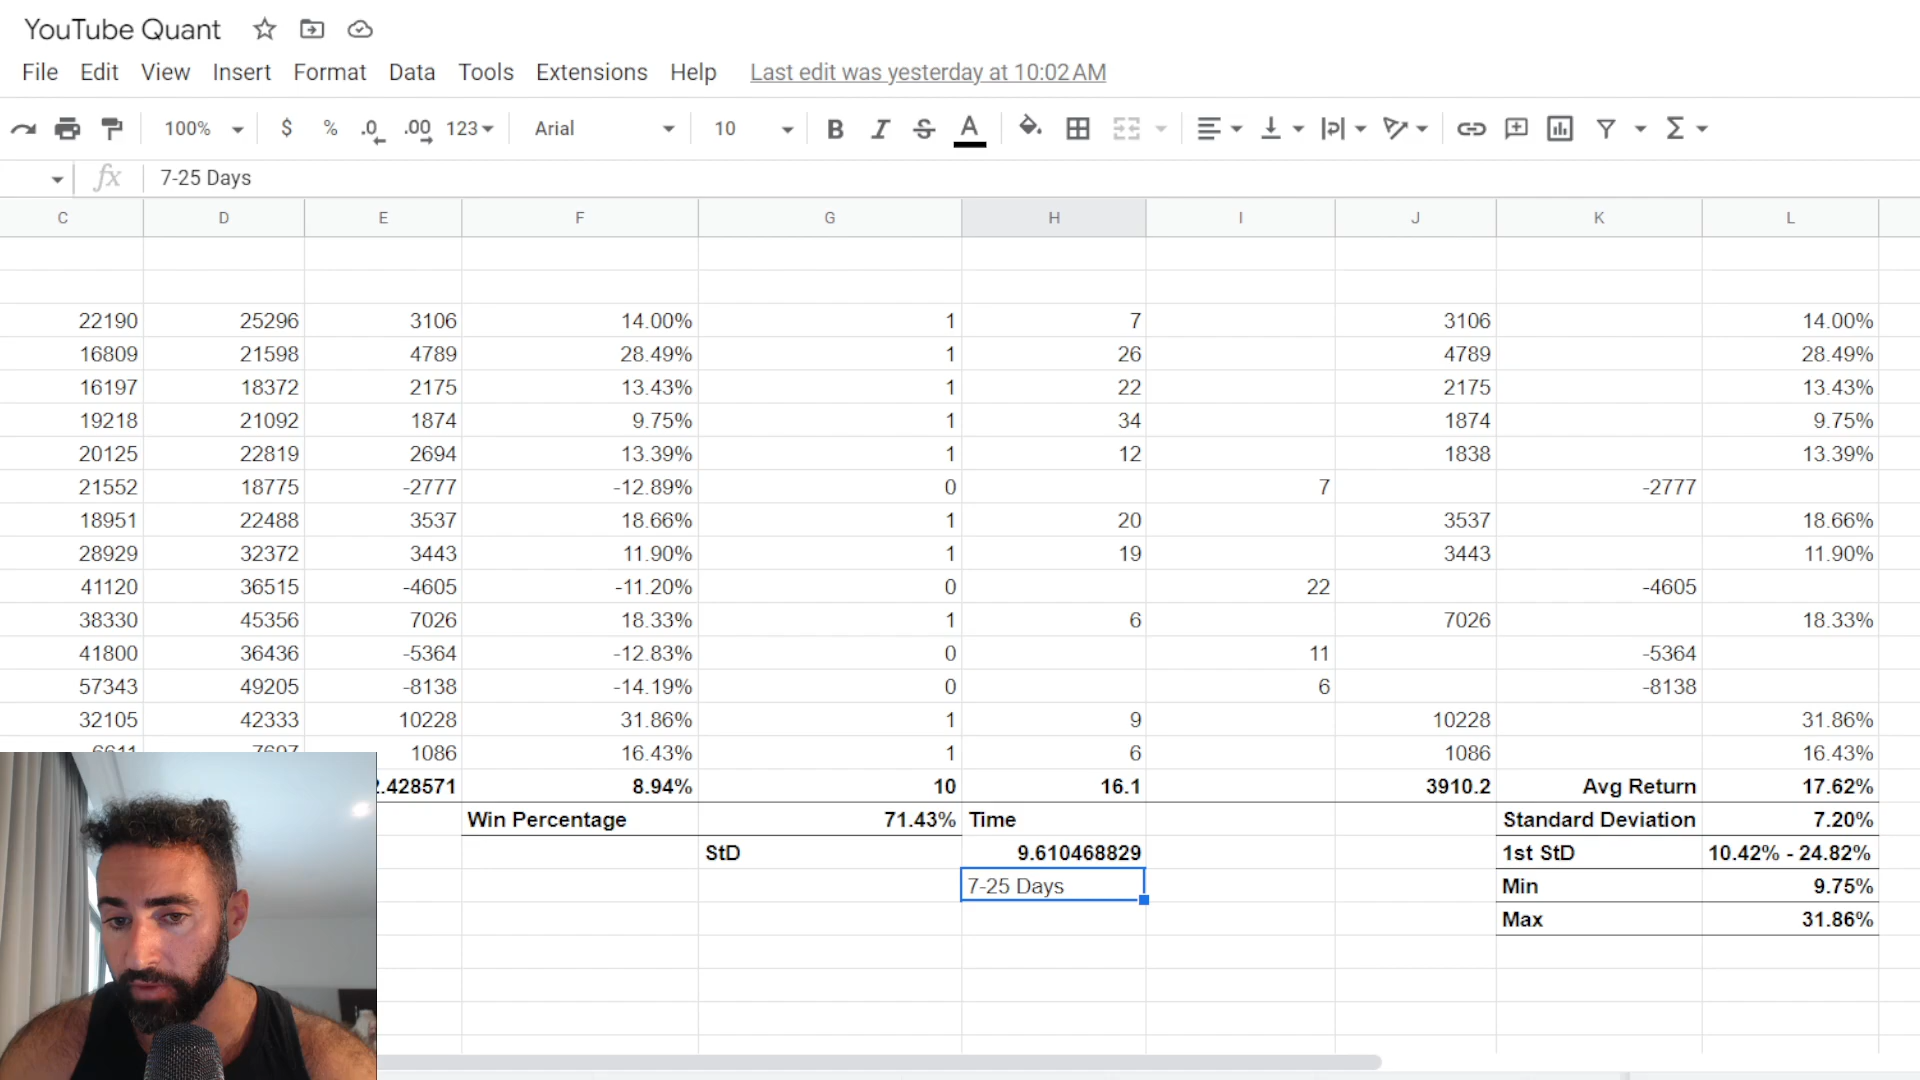 YouTube Quant
File Edit View Insert Format Data Tools Extensions Help Last edit was yesterday at 10:02 AM
100% $ % .0 .00 123 Arial 10 B I S A
fx 7-25 Days
C D E F G H I J K L
22190 25296 3106 14.00% 1 7 3106 14.00%
16809 21598 4789 28.49% 1 26 4789 28.49%
16197 18372 2175 13.43% 1 22 2175 13.43%
19218 21092 1874 9.75% 1 34 1874 9.75%
20125 22819 2694 13.39% 1 12 1838 13.39%
21552 18775 -2777 -12.89% 0 7 -2777
18951 22488 3537 18.66% 1 20 3537 18.66%
28929 32372 3443 11.90% 1 19 3443 11.90%
41120 36515 -4605 -11.20% 0 22 -4605
38330 45356 7026 18.33% 1 6 7026 18.33%
41800 36436 -5364 -12.83% 0 11 -5364
57343 49205 -8138 -14.19% 0 6 -8138
32105 42333 10228 31.86% 1 9 10228 31.86%
1086 16.43% 1 6 1086 16.43%
.428571 8.94% 10 16.1 3910.2 Avg Return 17.62%
Win Percentage 71.43% Time Standard Deviation 7.20%
StD 9.610468829 1st StD 10.42% - 24.82%
7-25 Days Min 9.75%
Max 31.86%